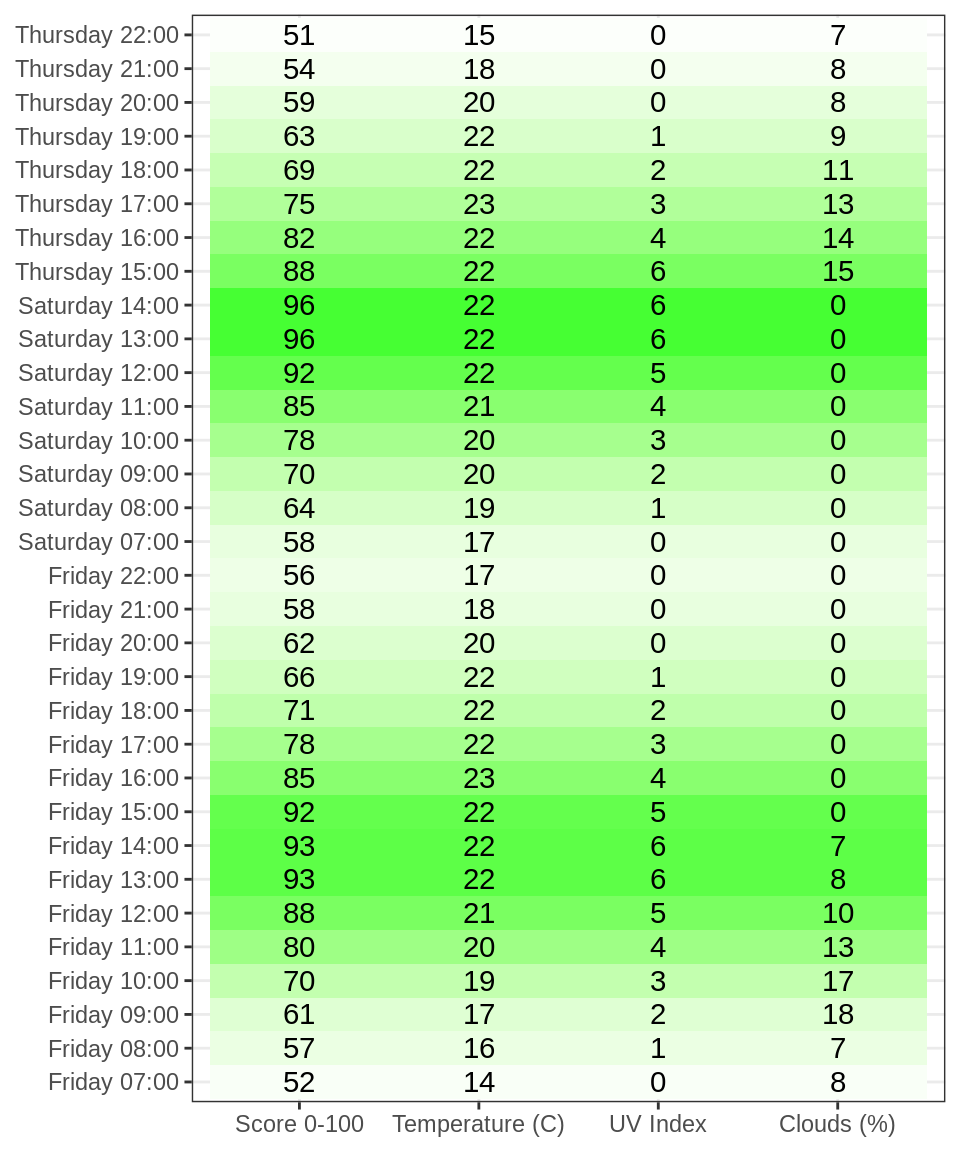 Thursday 22:00 51 15 0 7
Thursday 21:00 54 18 0 8
Thursday 20:00 59 20 0 8
Thursday 19:00 63 22 1 9
Thursday 18:00 69 22 2 11
Thursday 17:00 75 23 3 13
Thursday 16:00 82 22 4 14
Thursday 15:00 88 22 6 15
Saturday 14:00 96 22 6 0
Saturday 13:00 96 22 6 0
Saturday 12:00 92 22 5 0
Saturday 11:00 85 21 4 0
Saturday 10:00 78 20 3 0
Saturday 09:00 70 20 2 0
Saturday 08:00 64 19 1 0
Saturday 07:00 58 17 0 0
Friday 22:00 56 17 0 0
Friday 21:00 58 18 0 0
Friday 20:00 62 20 0 0
Friday 19:00 66 22 1 0
Friday 18:00 71 22 2 0
Friday 17:00 78 22 3 0
Friday 16:00 85 23 4 0
Friday 15:00 92 22 5 0
Friday 14:00 93 22 6 7
Friday 13:00 93 22 6 8
Friday 12:00 88 21 5 10
Friday 11:00 80 20 4 13
Friday 10:00 70 19 3 17
Friday 09:00 61 17 2 18
Friday 08:00 57 16 1 7
Friday 07:00 52 14 0 8
Score 0-100 Temperature (C) UV Index Clouds (%)